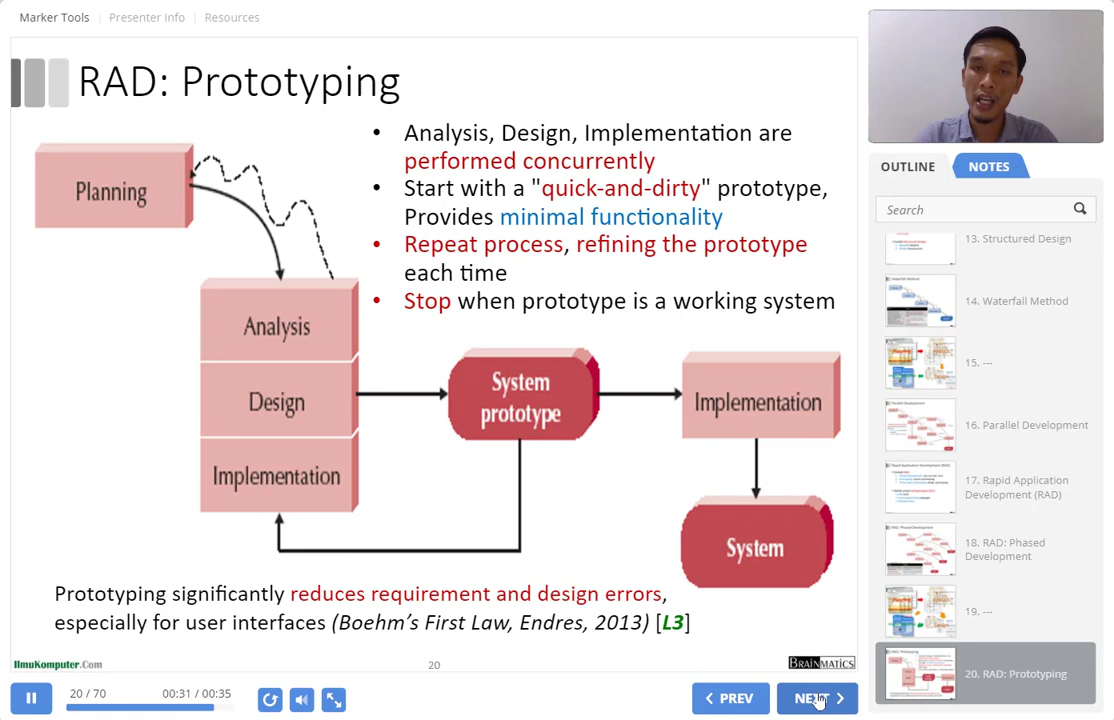 Marker Tools | Presenter Info | Resources
RAD: Prototyping
• Analysis, Design, Implementation are
performed concurrently
• Start with a "quick-and-dirty" prototype,
Provides minimal functionality
• Repeat process, refining the prototype
each time
• Stop when prototype is a working system
Planning
Analysis
Design
Implementation
System
prototype
Implementation
System
Prototyping significantly reduces requirement and design errors,
especially for user interfaces (Boehm's First Law, Endres, 2013) [L3]
IlmuKomputer.Com
20
BRAINMATICS
20 / 70
00:31 / 00:35
PREV
NEXT
OUTLINE
NOTES
Search
13. Structured Design
14. Waterfall Method
15. ---
16. Parallel Development
17. Rapid Application
Development (RAD)
18. RAD: Phased
Development
19. ---
20. RAD: Prototyping